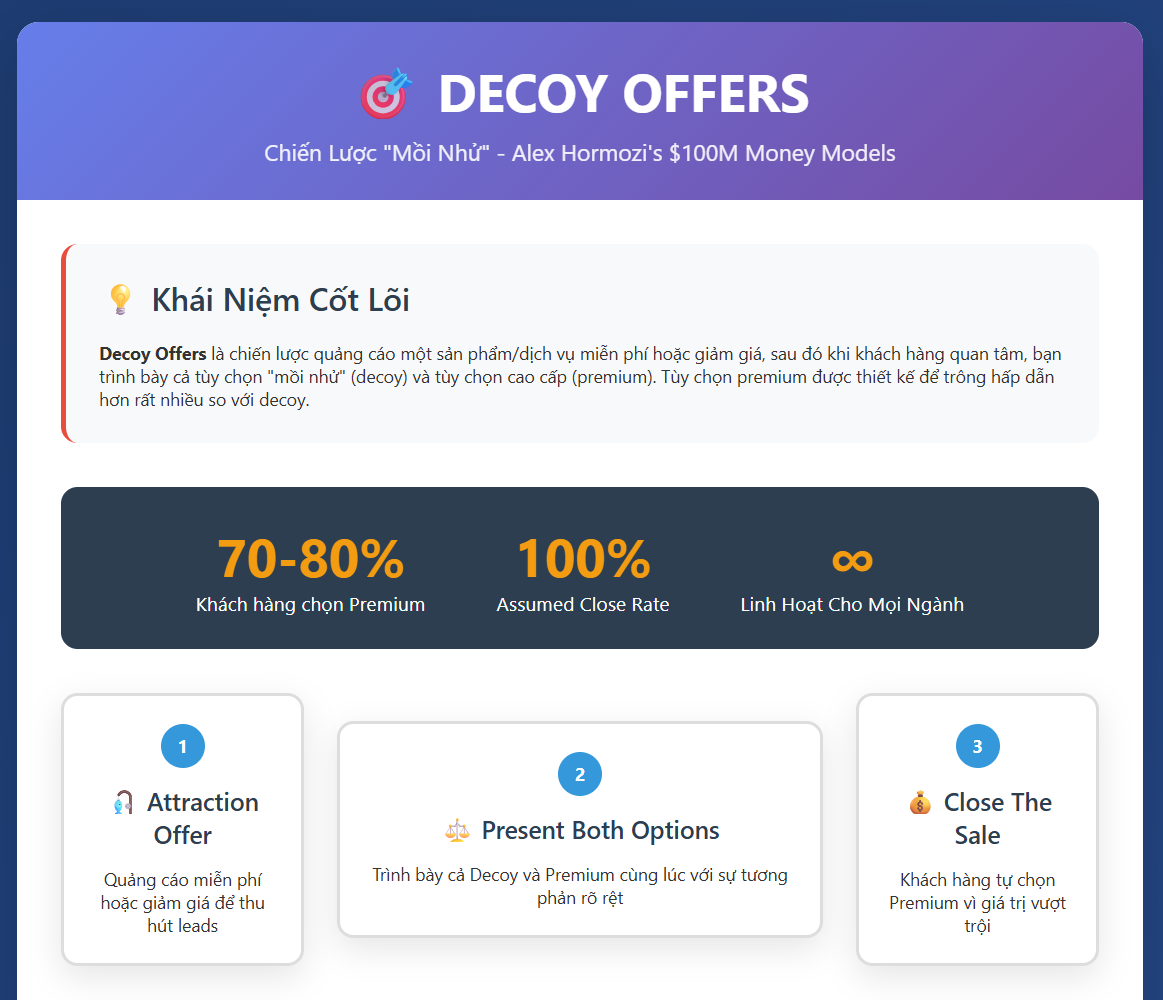 🎯 DECOY OFFERS
Chiến Lược "Mồi Nhử" - Alex Hormozi's $100M Money Models
💡 Khái Niệm Cốt Lõi
Decoy Offers là chiến lược quảng cáo một sản phẩm/dịch vụ miễn phí hoặc giảm giá, sau đó khi khách hàng quan tâm, bạn
trình bày cả tùy chọn "mồi nhử" (decoy) và tùy chọn cao cấp (premium). Tùy chọn premium được thiết kế để trông hấp dẫn
hơn rất nhiều so với decoy.
70-80%
Khách hàng chọn Premium
100%
Assumed Close Rate
∞
Linh Hoạt Cho Mọi Ngành
1
🎣 Attraction
Offer
Quảng cáo miễn phí
hoặc giảm giá để thu
hút leads
2
⚖️ Present Both Options
Trình bày cả Decoy và Premium cùng lúc với sự tương
phản rõ rệt
3
💰 Close The
Sale
Khách hàng tự chọn
Premium vì giá trị vượt
trội